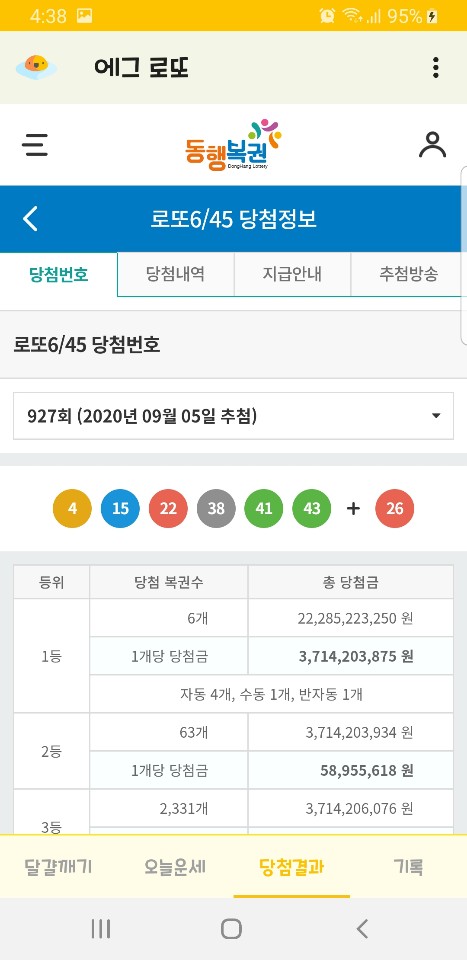 4:38 95%
에그 로또
동행복권
DongHang Lottery
로또6/45 당첨정보
당첨번호 당첨내역 지급안내 추첨방송
로또6/45 당첨번호
927회 (2020년 09월 05일 추첨)
4 15 22 38 41 43 + 26
등위 당첨 복권수 총 당첨금
1등 6개 22,285,223,250 원
1개당 당첨금 3,714,203,875 원
자동 4개, 수동 1개, 반자동 1개
2등 63개 3,714,203,934 원
1개당 당첨금 58,955,618 원
3등 2,331개 3,714,206,076 원
달걀깨기 오늘운세 당첨결과 기록